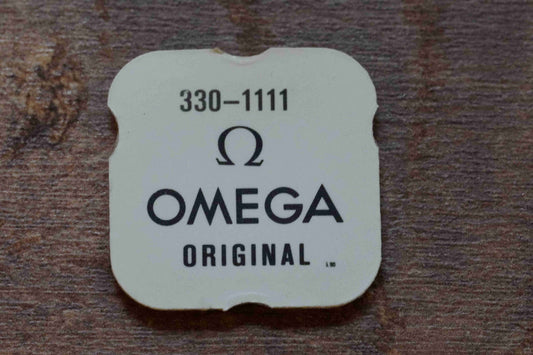 330-1111
Ω
OMEGA
ORIGINAL